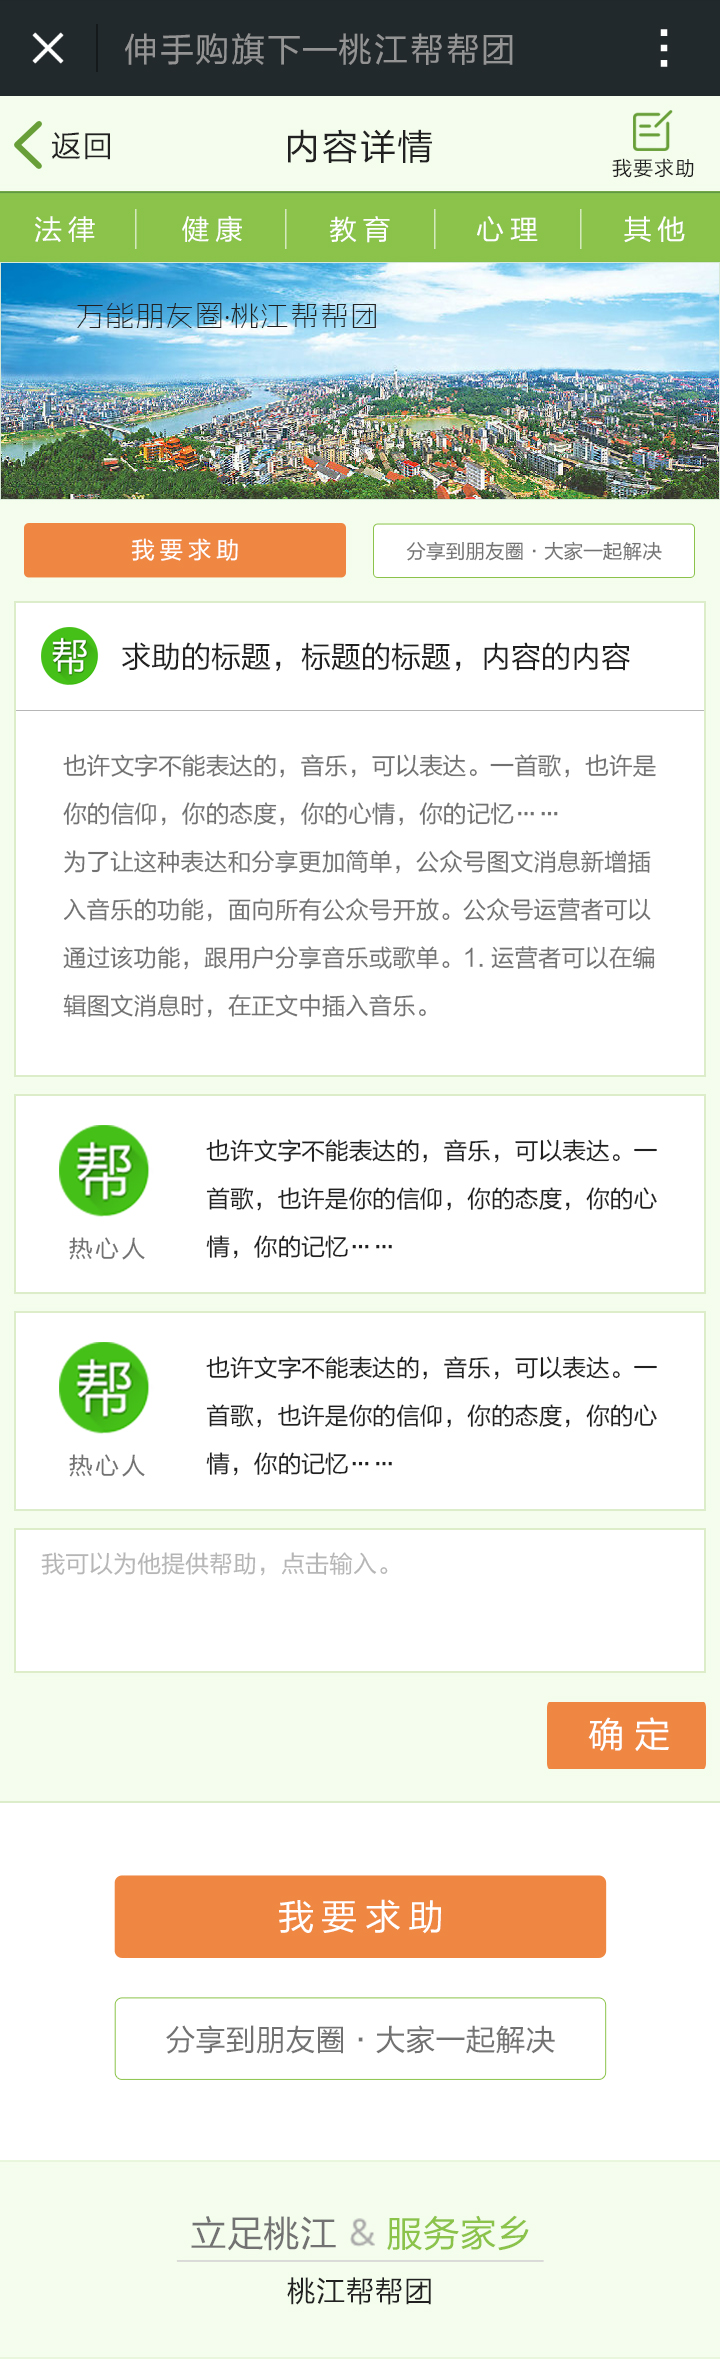 伸手购旗下—桃江帮帮团
返回
内容详情
我要求助
法律
健康
教育
心理
其他
万能朋友圈·桃江帮帮团
我要求助
分享到朋友圈·大家一起解决
帮
求助的标题，标题的标题，内容的内容
也许文字不能表达的，音乐，可以表达。一首歌，也许是
你的信仰，你的态度，你的心情，你的记忆……
为了让这种表达和分享更加简单，公众号图文消息新增插
入音乐的功能，面向所有公众号开放。公众号运营者可以
通过该功能，跟用户分享音乐或歌单。1. 运营者可以在编
辑图文消息时，在正文中插入音乐。
帮
热心人
也许文字不能表达的，音乐，可以表达。一
首歌，也许是你的信仰，你的态度，你的心
情，你的记忆……
帮
热心人
也许文字不能表达的，音乐，可以表达。一
首歌，也许是你的信仰，你的态度，你的心
情，你的记忆……
我可以为他提供帮助，点击输入。
确定
我要求助
分享到朋友圈·大家一起解决
立足桃江 & 服务家乡
桃江帮帮团